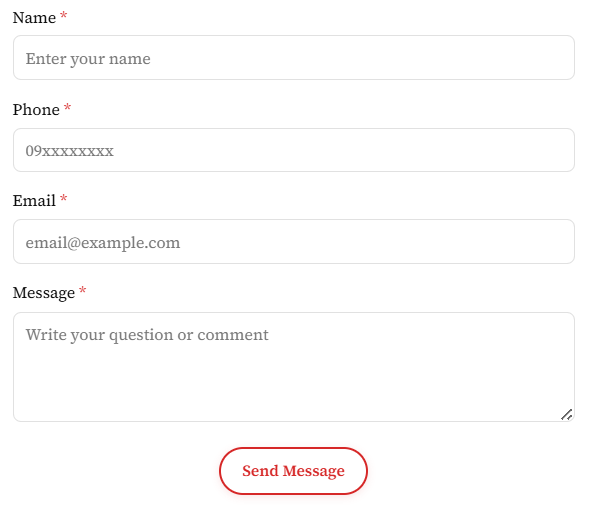 Name *
Enter your name
Phone *
09xxxxxxxx
Email *
email@example.com
Message *
Write your question or comment
Send Message